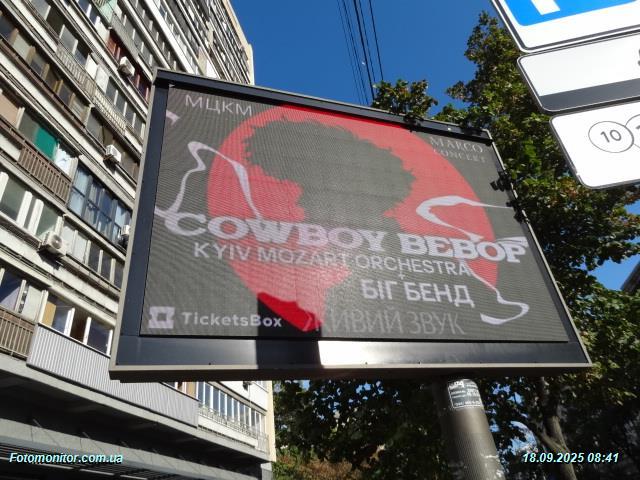 МЦКМ
MARCO
CONCERT
COWBOY BEBOP
KYIV MOZART ORCHESTRA
БІГ БЕНД
TicketsBox
ЖИВИЙ ЗВУК
10
Fotomonitor.com.ua
18.09.2025 08:41